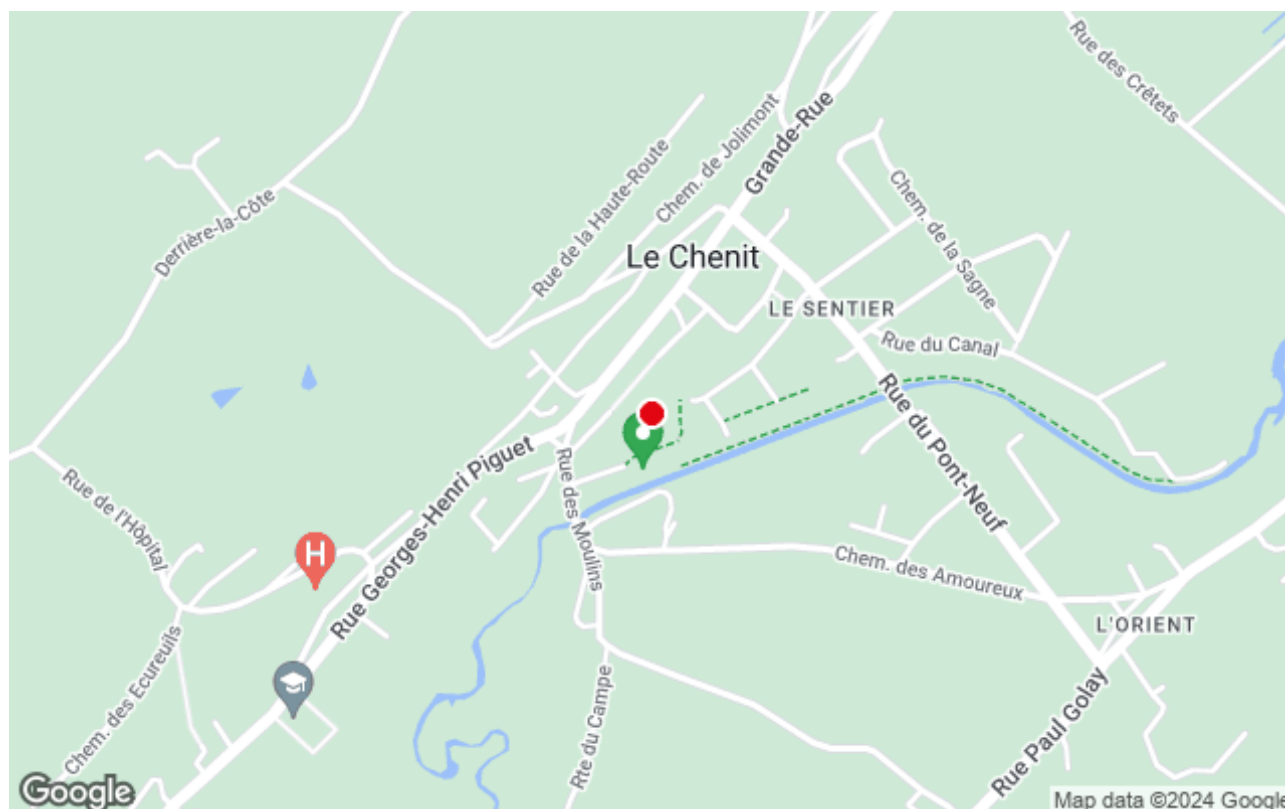 Rue des Crêtets
Chem. de Jolimont
Grande-Rue
Rue de la Haute-Route
Derrière-la-Côte
Chem. de la Sagne
Le Chenit
LE SENTIER
Rue du Canal
Rue du Pont-Neuf
Rue Georges-Henri Piguet
Rue des Moulins
Rue de l'Hôpital
H
Chem. des Amoureux
L'ORIENT
Chem. des Ecureuils
Rte du Campe
Rue Paul Golay
Google
Map data ©2024 Google